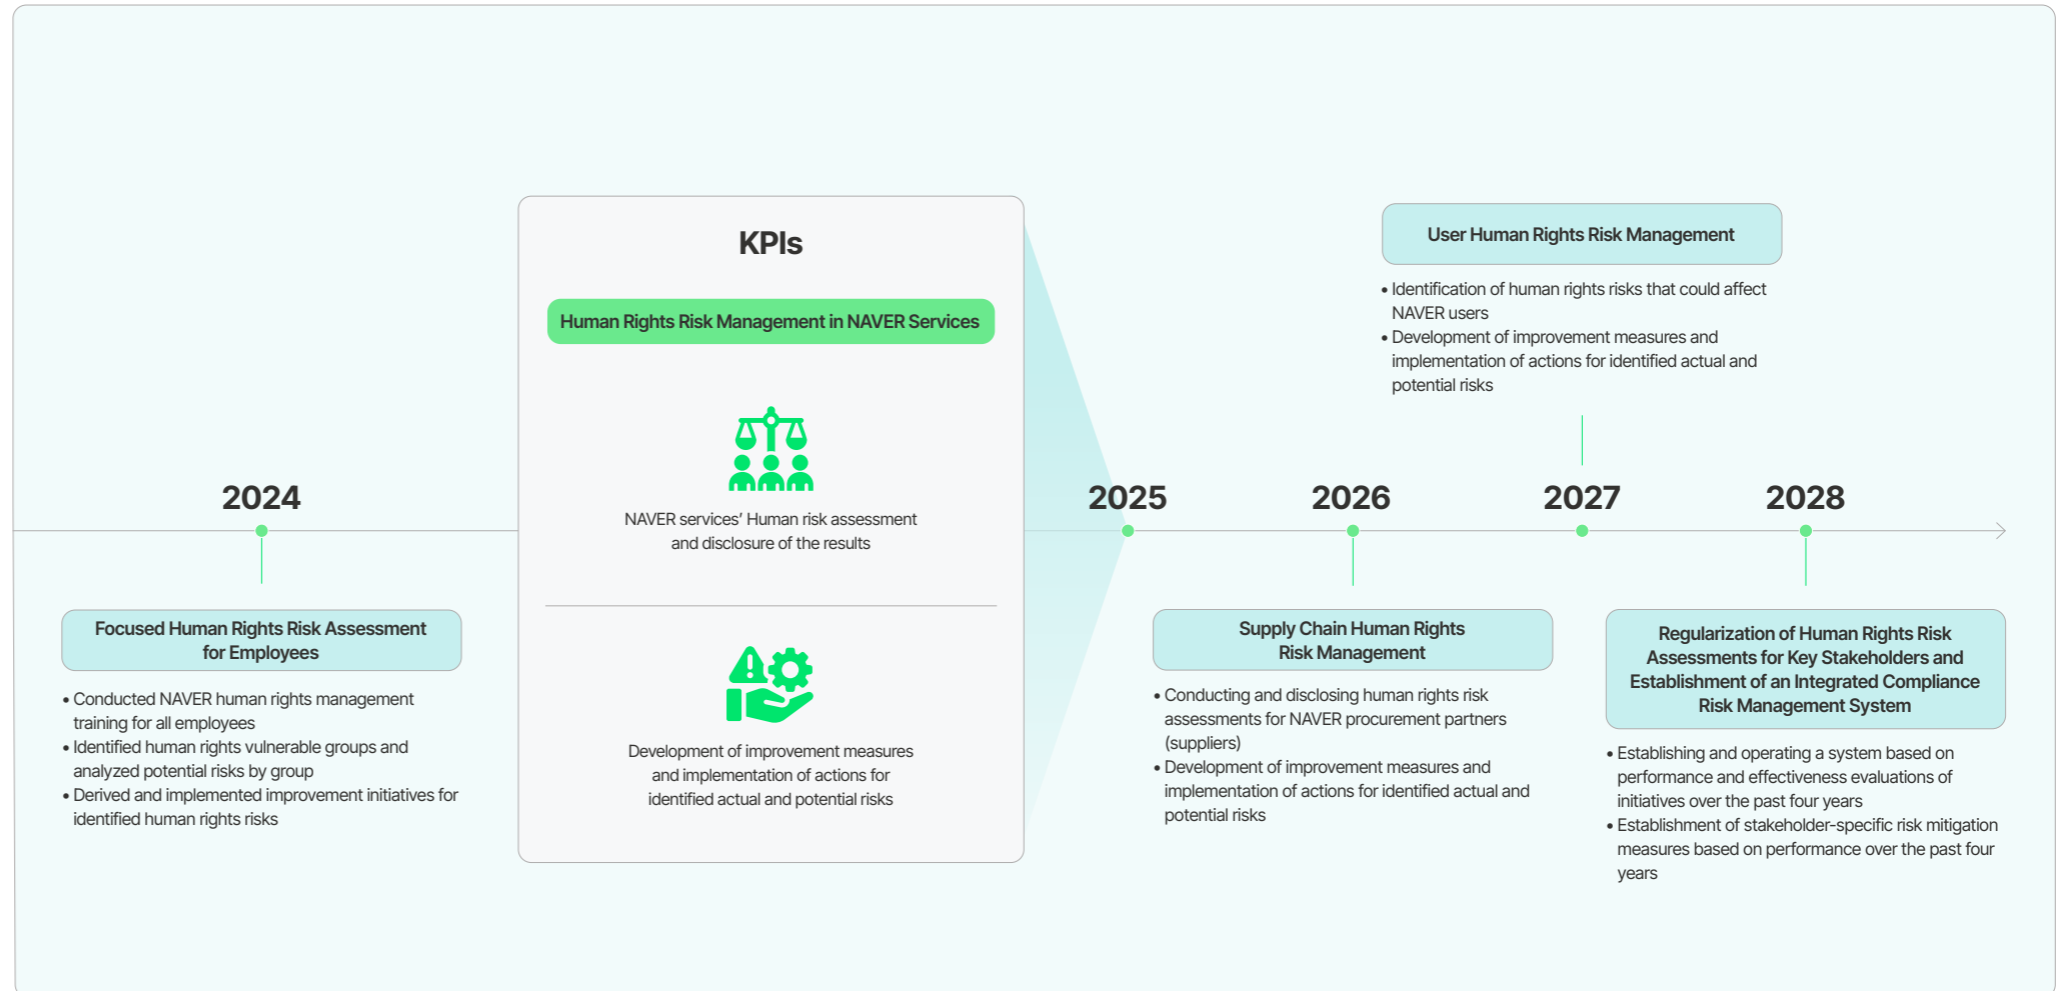 2024
Focused Human Rights Risk Assessment
for Employees
• Conducted NAVER human rights management
training for all employees
• Identified human rights vulnerable groups and
analyzed potential risks by group
• Derived and implemented improvement initiatives for
identified human rights risks
KPIs
Human Rights Risk Management in NAVER Services
NAVER services’ Human risk assessment
and disclosure of the results
Development of improvement measures
and implementation of actions for
identified actual and potential risks
2025
2026
Supply Chain Human Rights
Risk Management
• Conducting and disclosing human rights risk
assessments for NAVER procurement partners
(suppliers)
• Development of improvement measures and
implementation of actions for identified actual and
potential risks
User Human Rights Risk Management
• Identification of human rights risks that could affect
NAVER users
• Development of improvement measures and
implementation of actions for identified actual and
potential risks
2027
2028
Regularization of Human Rights Risk
Assessments for Key Stakeholders and
Establishment of an Integrated Compliance
Risk Management System
• Establishing and operating a system based on
performance and effectiveness evaluations of
initiatives over the past four years
• Establishment of stakeholder-specific risk mitigation
measures based on performance over the past four
years